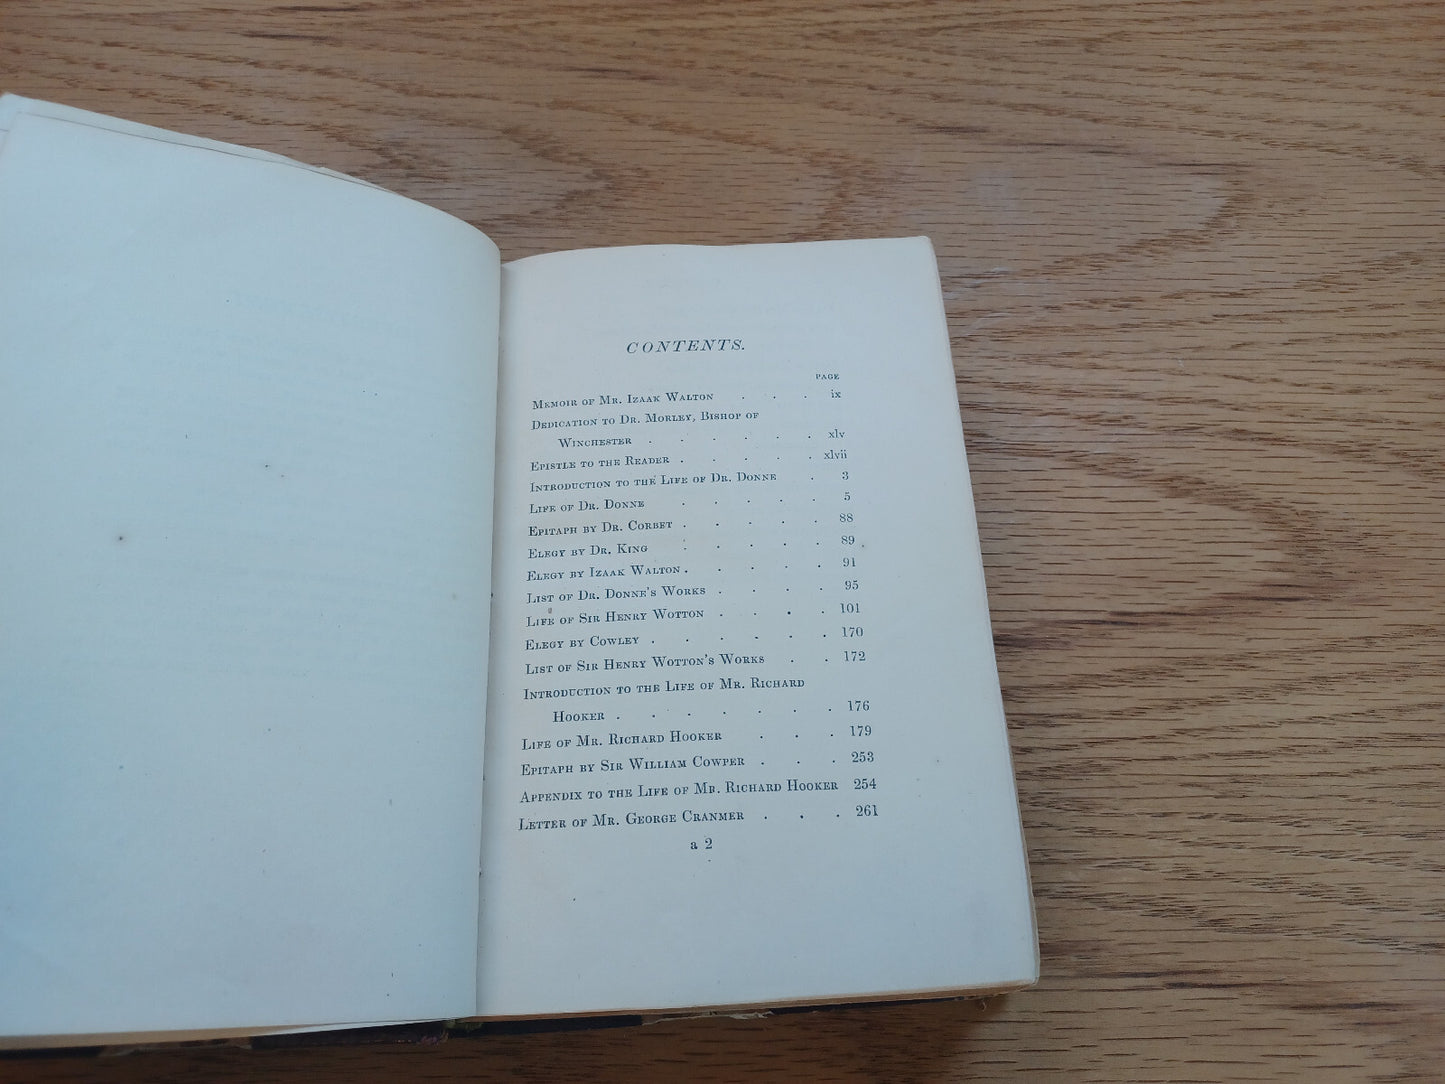 CONTENTS.
PAGE
MEMOIR OF MR. IZAAK WALTON . . . ix
DEDICATION TO DR. MORLEY, BISHOP OF
WINCHESTER . . . . . . xlv
EPISTLE TO THE READER . . . . . xlvii
INTRODUCTION TO THE LIFE OF DR. DONNE . 3
LIFE OF DR. DONNE . . . . . 5
EPITAPH BY DR. CORBET . . . . . 88
ELEGY BY DR. KING . . . . . 89
ELEGY BY IZAAK WALTON . . . . . 91
LIST OF DR. DONNE'S WORKS . . . . 95
LIFE OF SIR HENRY WOTTON . . . . 101
ELEGY BY COWLEY . . . . . . 170
LIST OF SIR HENRY WOTTON'S WORKS . . 172
INTRODUCTION TO THE LIFE OF MR. RICHARD
HOOKER . . . . . . . 176
LIFE OF MR. RICHARD HOOKER . . . 179
EPITAPH BY SIR WILLIAM COWPER . . . 253
APPENDIX TO THE LIFE OF MR. RICHARD HOOKER 254
LETTER OF MR. GEORGE CRANMER . . . 261
a 2